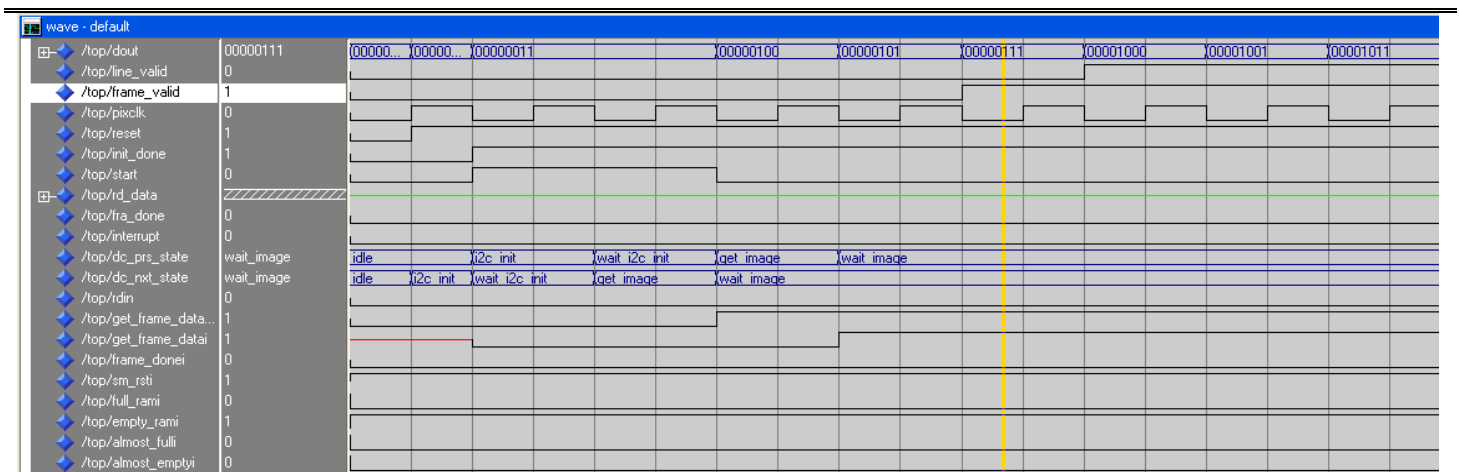 wave - default
/top/dout 00000111 00000... 00000... 00000011 00000100 00000101 00000111 00001000 00001001 00001011
/top/line_valid 0
/top/frame_valid 1
/top/pixclk 0
/top/reset 1
/top/init_done 1
/top/start 0
/top/rd_data
/top/fra_done 0
/top/interrupt 0
/top/dc_prs_state wait_image idle i2c_init wait_i2c_init get_image wait_image
/top/dc_nxt_state wait_image idle i2c_init wait_i2c_init get_image wait_image
/top/rdin 0
/top/get_frame_data... 1
/top/get_frame_datai 1
/top/frame_donei 0
/top/sm_rsti 1
/top/full_rami 0
/top/empty_rami 1
/top/almost_fulli 0
/top/almost_emptyi 0